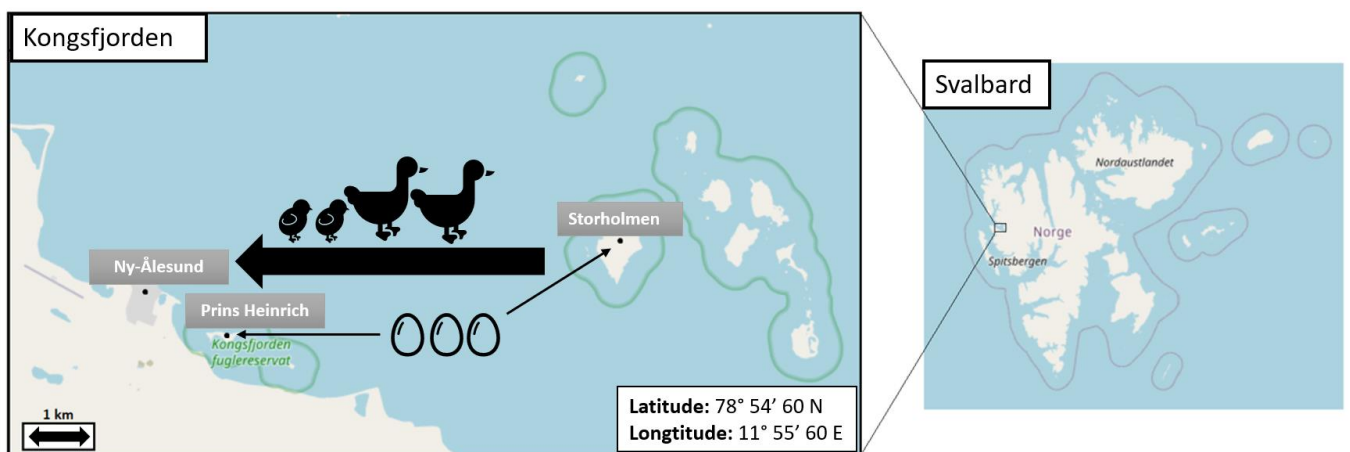 Kongsfjorden
Svalbard
Storholmen
Ny-Ålesund
Prins Heinrich
Kongsfjorden
fuglereservat
1 km
Latitude: 78° 54′ 60 N
Longtitude: 11° 55′ 60 E
Nordaustlandet
Norge
Spitsbergen